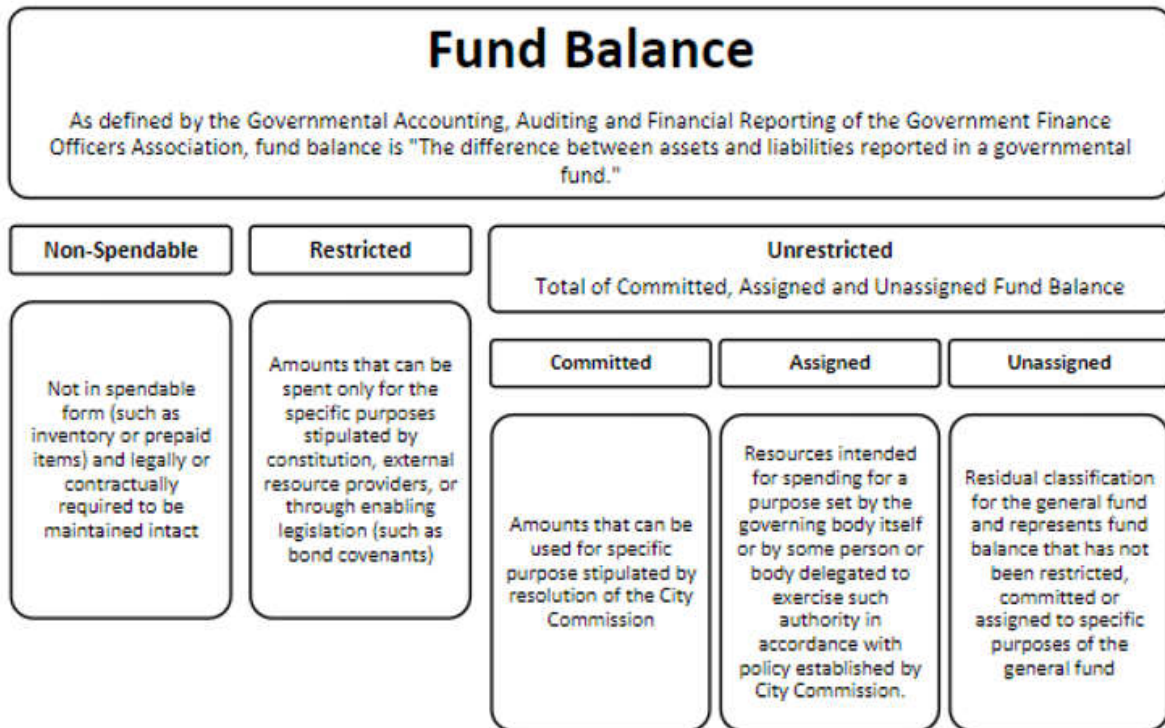 Fund Balance
As defined by the Governmental Accounting, Auditing and Financial Reporting of the Government Finance
Officers Association, fund balance is "The difference between assets and liabilities reported in a governmental
fund."
Non-Spendable
Not in spendable
form (such as
inventory or prepaid
items) and legally or
contractually
required to be
maintained intact
Restricted
Amounts that can be
spent only for the
specific purposes
stipulated by
constitution, external
resource providers, or
through enabling
legislation (such as
bond covenants)
Unrestricted
Total of Committed, Assigned and Unassigned Fund Balance
Committed
Amounts that can be
used for specific
purpose stipulated by
resolution of the City
Commission
Assigned
Resources intended
for spending for a
purpose set by the
governing body itself
or by some person or
body delegated to
exercise such
authority in
accordance with
policy established by
City Commission.
Unassigned
Residual classification
for the general fund
and represents fund
balance that has not
been restricted,
committed or
assigned to specific
purposes of the
general fund